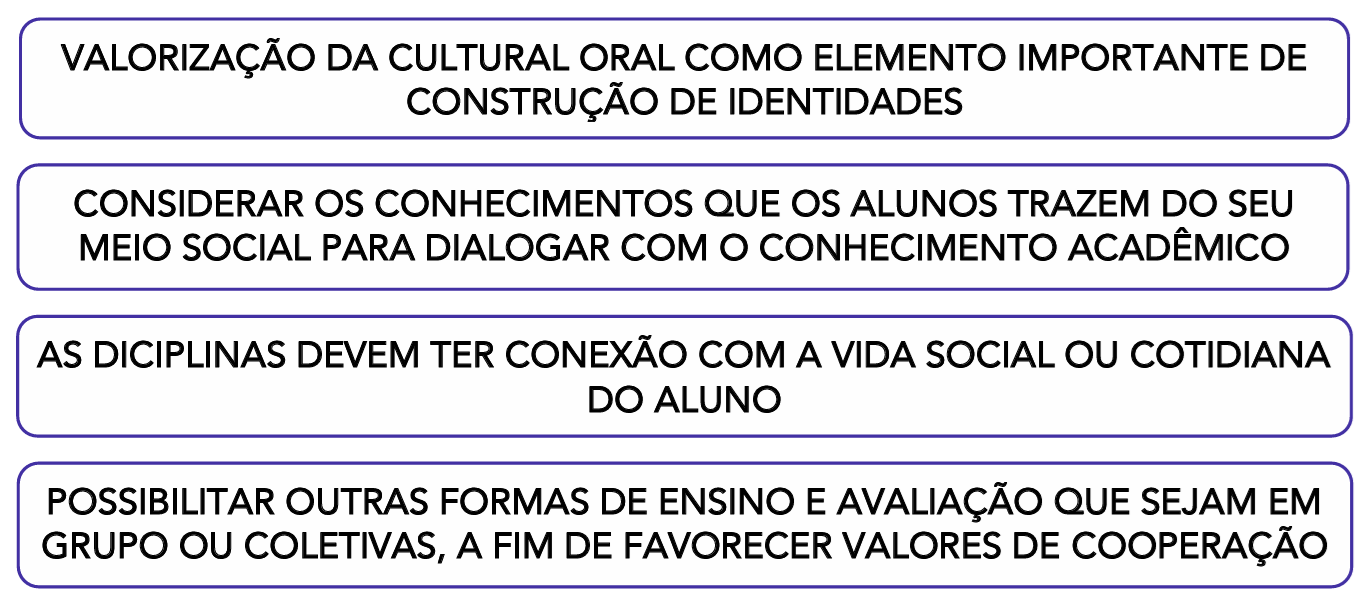 VALORIZAÇÃO DA CULTURAL ORAL COMO ELEMENTO IMPORTANTE DE
CONSTRUÇÃO DE IDENTIDADES
CONSIDERAR OS CONHECIMENTOS QUE OS ALUNOS TRAZEM DO SEU
MEIO SOCIAL PARA DIALOGAR COM O CONHECIMENTO ACADÊMICO
AS DICIPLINAS DEVEM TER CONEXÃO COM A VIDA SOCIAL OU COTIDIANA
DO ALUNO
POSSIBILITAR OUTRAS FORMAS DE ENSINO E AVALIAÇÃO QUE SEJAM EM
GRUPO OU COLETIVAS, A FIM DE FAVORECER VALORES DE COOPERAÇÃO